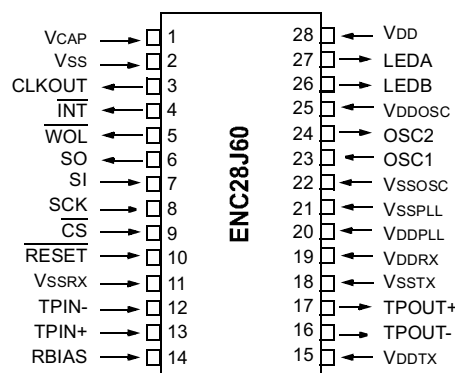 VCAP 1 28 VDD
VSS 2 27 LEDA
CLKOUT 3 26 LEDB
INT 4 25 VDDOSC
WOL 5 24 OSC2
SO 6 23 OSC1
SI 7 22 VSSOSC
SCK 8 21 VSSPLL
CS 9 20 VDDPLL
RESET 10 19 VDDRX
VSSRX 11 18 VSSTX
TPIN- 12 17 TPOUT+
TPIN+ 13 16 TPOUT-
RBIAS 14 15 VDDTX
ENC28J60